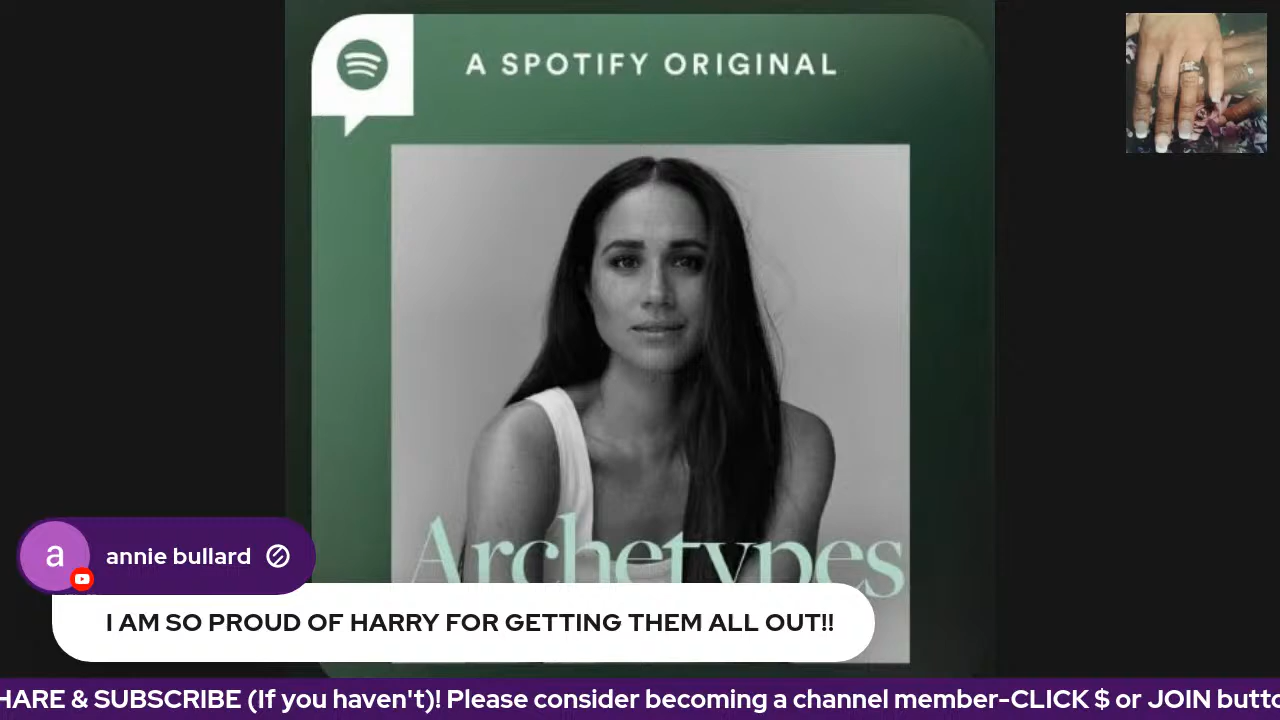 A SPOTIFY ORIGINAL
Archetypes
a annie bullard
I AM SO PROUD OF HARRY FOR GETTING THEM ALL OUT!!
HARE & SUBSCRIBE (If you haven't)! Please consider becoming a channel member-CLICK $ or JOIN butto